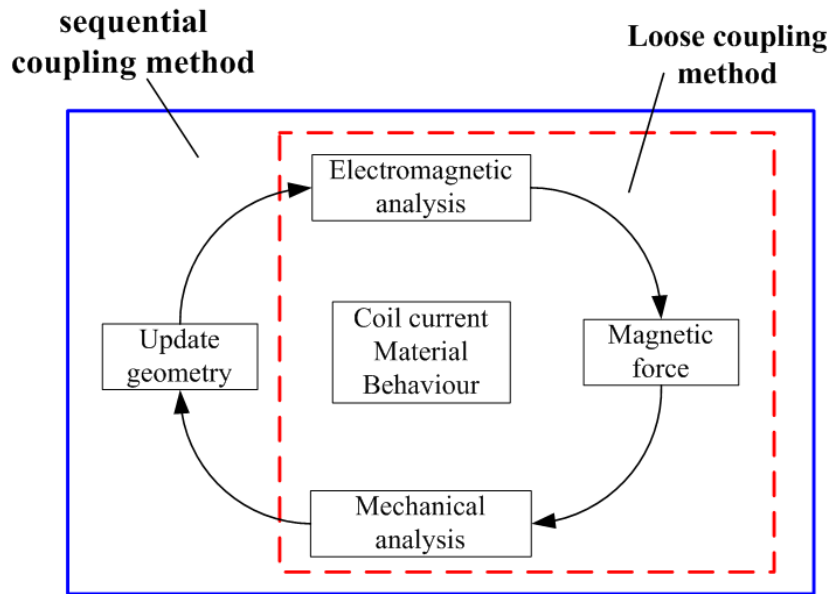 sequential
coupling method
Loose coupling
method
Electromagnetic
analysis
Coil current
Material
Behaviour
Update
geometry
Magnetic
force
Mechanical
analysis